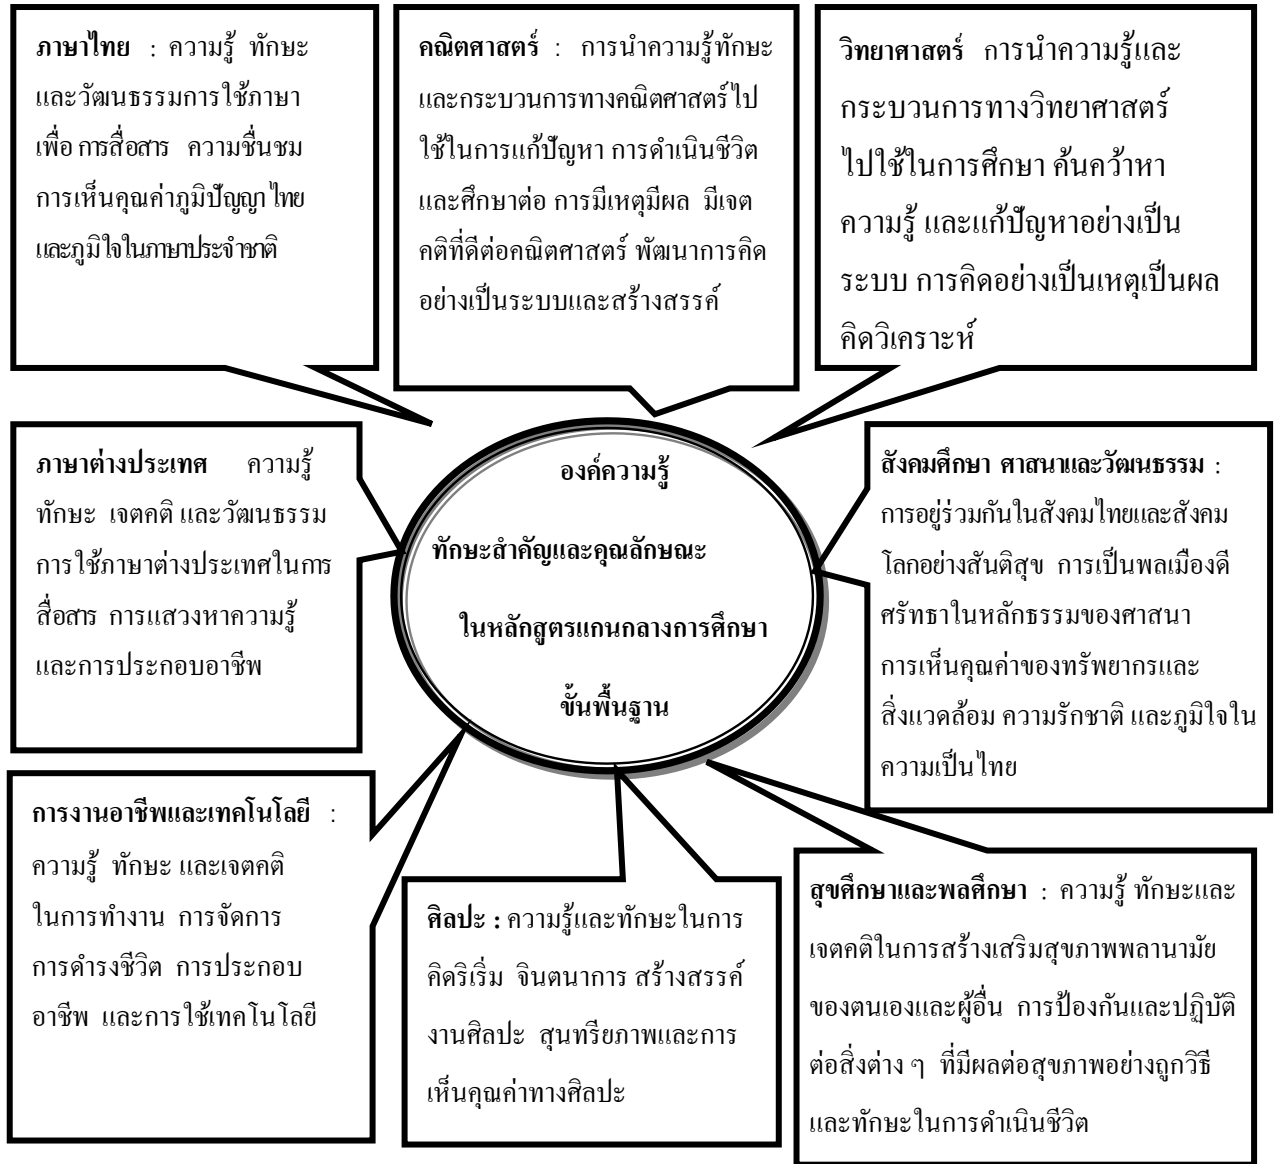 ภาษาไทย : ความรู้ ทักษะ
และวัฒนธรรมการใช้ภาษา
เพื่อ การสื่อสาร ความชื่นชม
การเห็นคุณค่าภูมิปัญญา ไทย
และภูมิใจในภาษาประจำชาติ
คณิตศาสตร์ : การนำความรู้ทักษะ
และกระบวนการทางคณิตศาสตร์ไป
ใช้ในการแก้ปัญหา การดำเนินชีวิต
และศึกษาต่อ การมีเหตุมีผล มีเจต
คติที่ดีต่อคณิตศาสตร์ พัฒนาการคิด
อย่างเป็นระบบและสร้างสรรค์
วิทยาศาสตร์ การนำความรู้และ
กระบวนการทางวิทยาศาสตร์
ไปใช้ในการศึกษา ค้นคว้าหา
ความรู้ และแก้ปัญหาอย่างเป็น
ระบบ การคิดอย่างเป็นเหตุเป็นผล
คิดวิเคราะห์
ภาษาต่างประเทศ ความรู้
ทักษะ เจตคติ และวัฒนธรรม
การใช้ภาษาต่างประเทศในการ
สื่อสาร การแสวงหาความรู้
และการประกอบอาชีพ
องค์ความรู้
ทักษะสำคัญและคุณลักษณะ
ในหลักสูตรแกนกลางการศึกษา
ขั้นพื้นฐาน
สังคมศึกษา ศาสนาและวัฒนธรรม :
การอยู่ร่วมกันในสังคมไทยและสังคม
โลกอย่างสันติสุข การเป็นพลเมืองดี
ศรัทธาในหลักธรรมของศาสนา
การเห็นคุณค่าของทรัพยากรและ
สิ่งแวดล้อม ความรักชาติ และภูมิใจใน
ความเป็นไทย
การงานอาชีพและเทคโนโลยี :
ความรู้ ทักษะ และเจตคติ
ในการทำงาน การจัดการ
การดำรงชีวิต การประกอบ
อาชีพ และการใช้เทคโนโลยี
ศิลปะ : ความรู้และทักษะในการ
คิดริเริ่ม จินตนาการ สร้างสรรค์
งานศิลปะ สุนทรียภาพและการ
เห็นคุณค่าทางศิลปะ
สุขศึกษาและพลศึกษา : ความรู้ ทักษะและ
เจตคติในการสร้างเสริมสุขภาพพลานามัย
ของตนเองและผู้อื่น การป้องกันและปฏิบัติ
ต่อสิ่งต่าง ๆ ที่มีผลต่อสุขภาพอย่างถูกวิธี
และทักษะในการดำเนินชีวิต